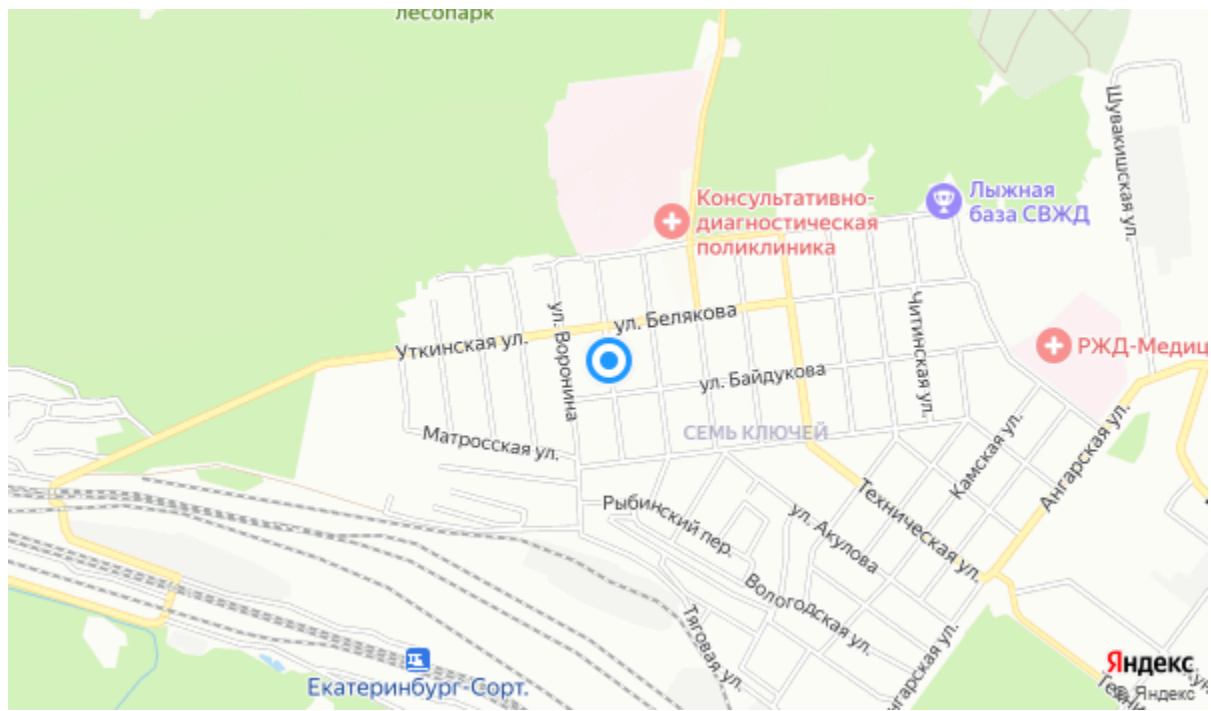 лесопарк
Шувакишская ул.
Консультативно-
диагностическая
поликлиника
Лыжная
база СВЖД
ул. Белякова
Уткинская ул.
ул. Воронина
Читинская ул.
РЖД-Медиц
ул. Байдукова
СЕМЬ КЛЮЧЕЙ
Матросская ул.
Камская ул.
Ангарская ул.
Техническая ул.
Рыбинский пер.
ул. Акулова
Вологодская ул.
Тяговая ул.
нгарская ул.
Екатеринбург-Сорт.
Яндекс
© Яндекс